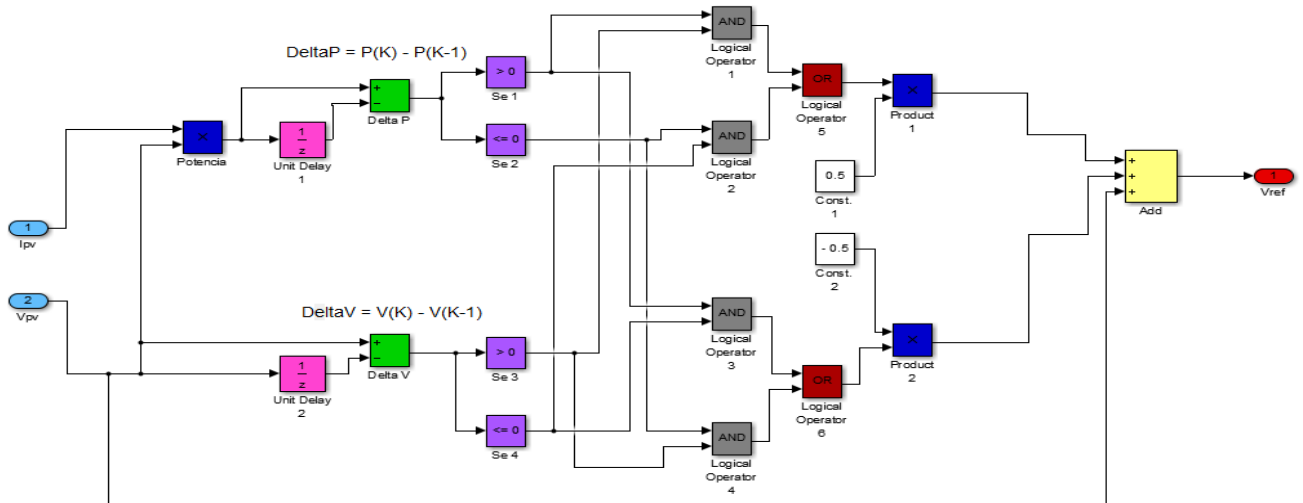 AND
Logical
Operator
1
DeltaP = P(K) - P(K-1)
> 0
Se 1
+
−
Delta P
OR
Logical
Operator
5
×
Product
1
×
Potencia
1
z
Unit Delay
1
<= 0
Se 2
AND
Logical
Operator
2
0.5
Const.
1
+
+
+
Add
1
Vref
1
Ipv
- 0.5
Const.
2
2
Vpv
DeltaV = V(K) - V(K-1)
AND
Logical
Operator
3
×
Product
2
+
−
Delta V
> 0
Se 3
1
z
Unit Delay
2
OR
Logical
Operator
6
<= 0
Se 4
AND
Logical
Operator
4